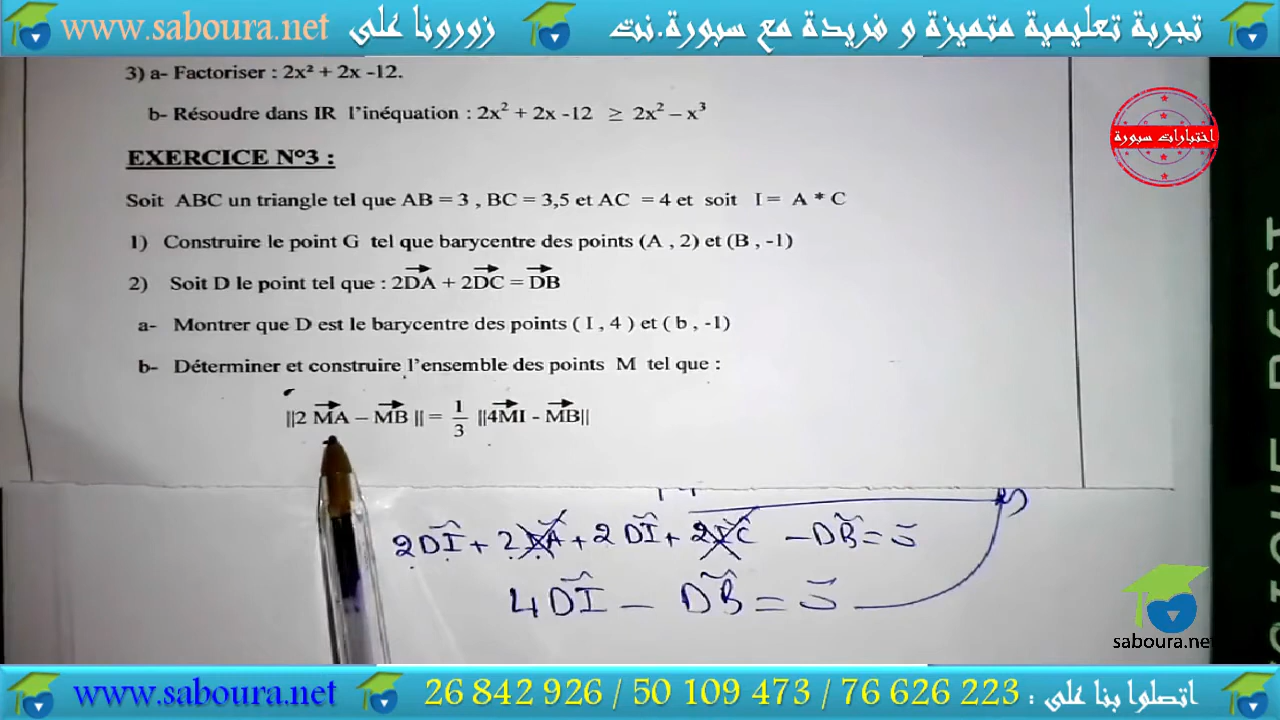 www.saboura.net زورونا على تجربة تعليمية متميزة و فريدة مع سبورة.نت
3) a- Factoriser : 2x² + 2x -12.
b- Résoudre dans IR l'inéquation : 2x² + 2x -12 ≥ 2x² – x³
اختبارات سبورة
EXERCICE N°3 :
Soit ABC un triangle tel que AB = 3 , BC = 3,5 et AC = 4 et soit I = A * C
1) Construire le point G tel que barycentre des points (A , 2) et (B , -1)
2) Soit D le point tel que : 2DA + 2DC = DB
a- Montrer que D est le barycentre des points ( I , 4 ) et ( b , -1)
b- Déterminer et construire l'ensemble des points M tel que :
||2 MA – MB || = 1/3 ||4MI - MB||
2DI + 2IA + 2DI + 2IC - DB = 0
4DI - DB = 0
saboura.net
www.saboura.net 26 842 926 / 50 109 473 / 76 626 223 : اتصلوا بنا على